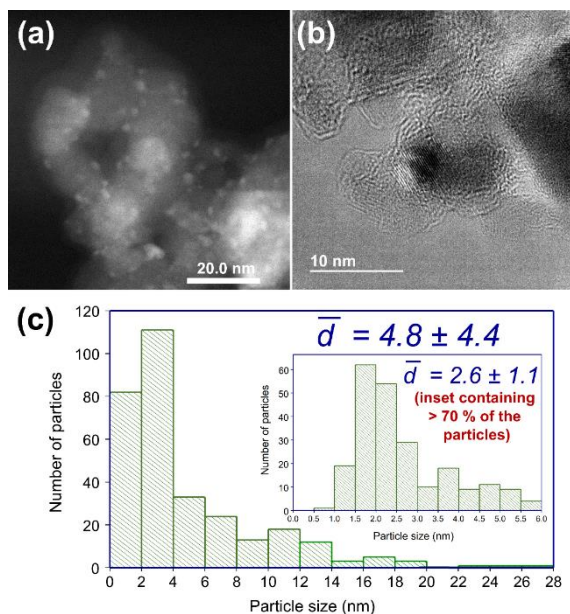 (a)
20.0 nm
(b)
10 nm
(c)
120
100
80
60
40
20
0
Number of particles
0 2 4 6 8 10 12 14 16 18 20 22 24 26 28
Particle size (nm)
d̅ = 4.8 ± 4.4
d̅ = 2.6 ± 1.1
(inset containing
> 70 % of the
particles)
60
50
40
30
20
10
0
Number of particles
0.0 0.5 1.0 1.5 2.0 2.5 3.0 3.5 4.0 4.5 5.0 5.5 6.0
Particle size (nm)